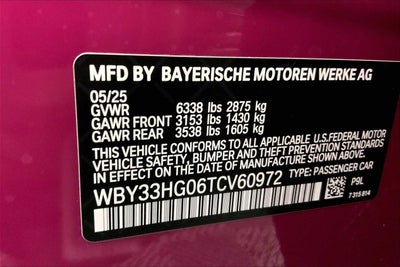 MFD BY BAYERISCHE MOTOREN WERKE AG
05/25
GVWR 6338 lbs 2875 kg
GAWR FRONT 3153 lbs 1430 kg
GAWR REAR 3538 lbs 1605 kg
THIS VEHICLE CONFORMS TO ALL APPLICABLE U.S.FEDERAL MOTOR
VEHICLE SAFETY, BUMPER AND THEFT PREVENTION STANDARDS
IN EFFECT ON THE DATE OF MANUFACTURE SHOWN ABOVE.
WBY33HG06TCV60972 TYPE: PASSENGER CAR
P9L
7 315 814